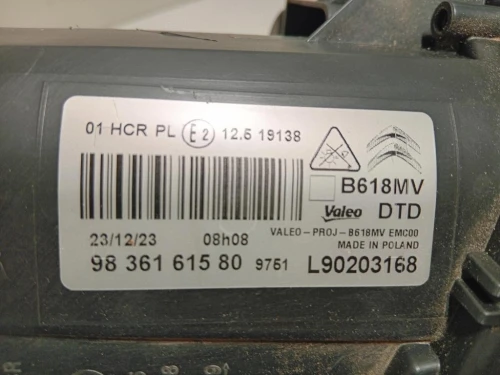 01 HCR PL E2 12.5 19138
B618MV
Valeo DTD
23/12/23 08h08 VALEO-PROJ-B618MV EMC00
MADE IN POLAND
98 361 615 80 9751 L90203168